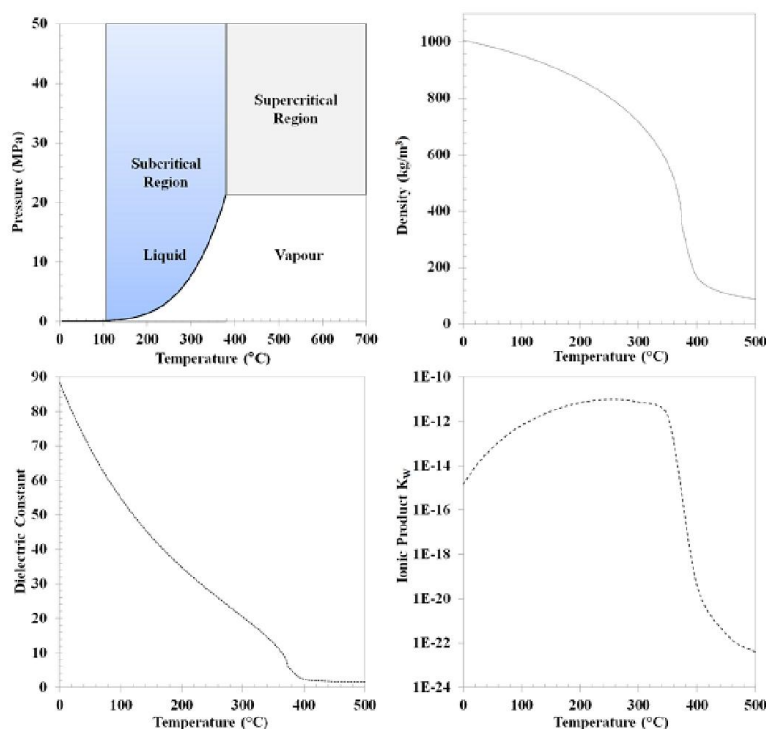 50
40
30
20
10
0
Pressure (MPa)
Subcritical
Region
Supercritical
Region
Liquid
Vapour
0 100 200 300 400 500 600 700
Temperature (°C)
1000
800
600
400
200
0
Density (kg/m³)
0 100 200 300 400 500
Temperature (°C)
90
80
70
60
50
40
30
20
10
0
Dielectric Constant
0 100 200 300 400 500
Temperature (°C)
1E-10
1E-12
1E-14
1E-16
1E-18
1E-20
1E-22
1E-24
Ionic Product Kw
0 100 200 300 400 500
Temperature (°C)